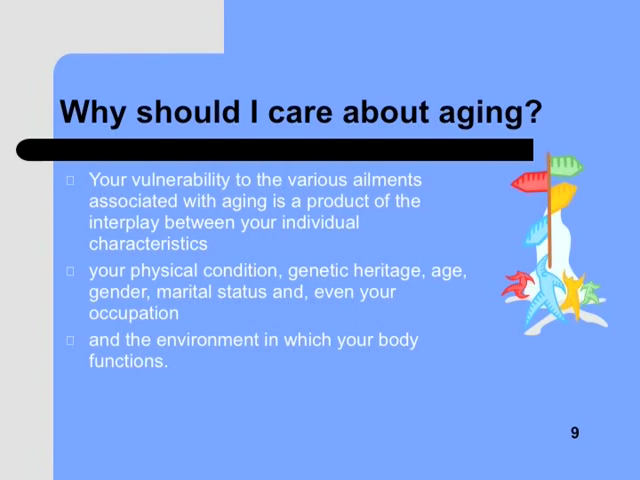 Why should I care about aging?
Your vulnerability to the various ailments
associated with aging is a product of the
interplay between your individual
characteristics
your physical condition, genetic heritage, age,
gender, marital status and, even your
occupation
and the environment in which your body
functions.
9